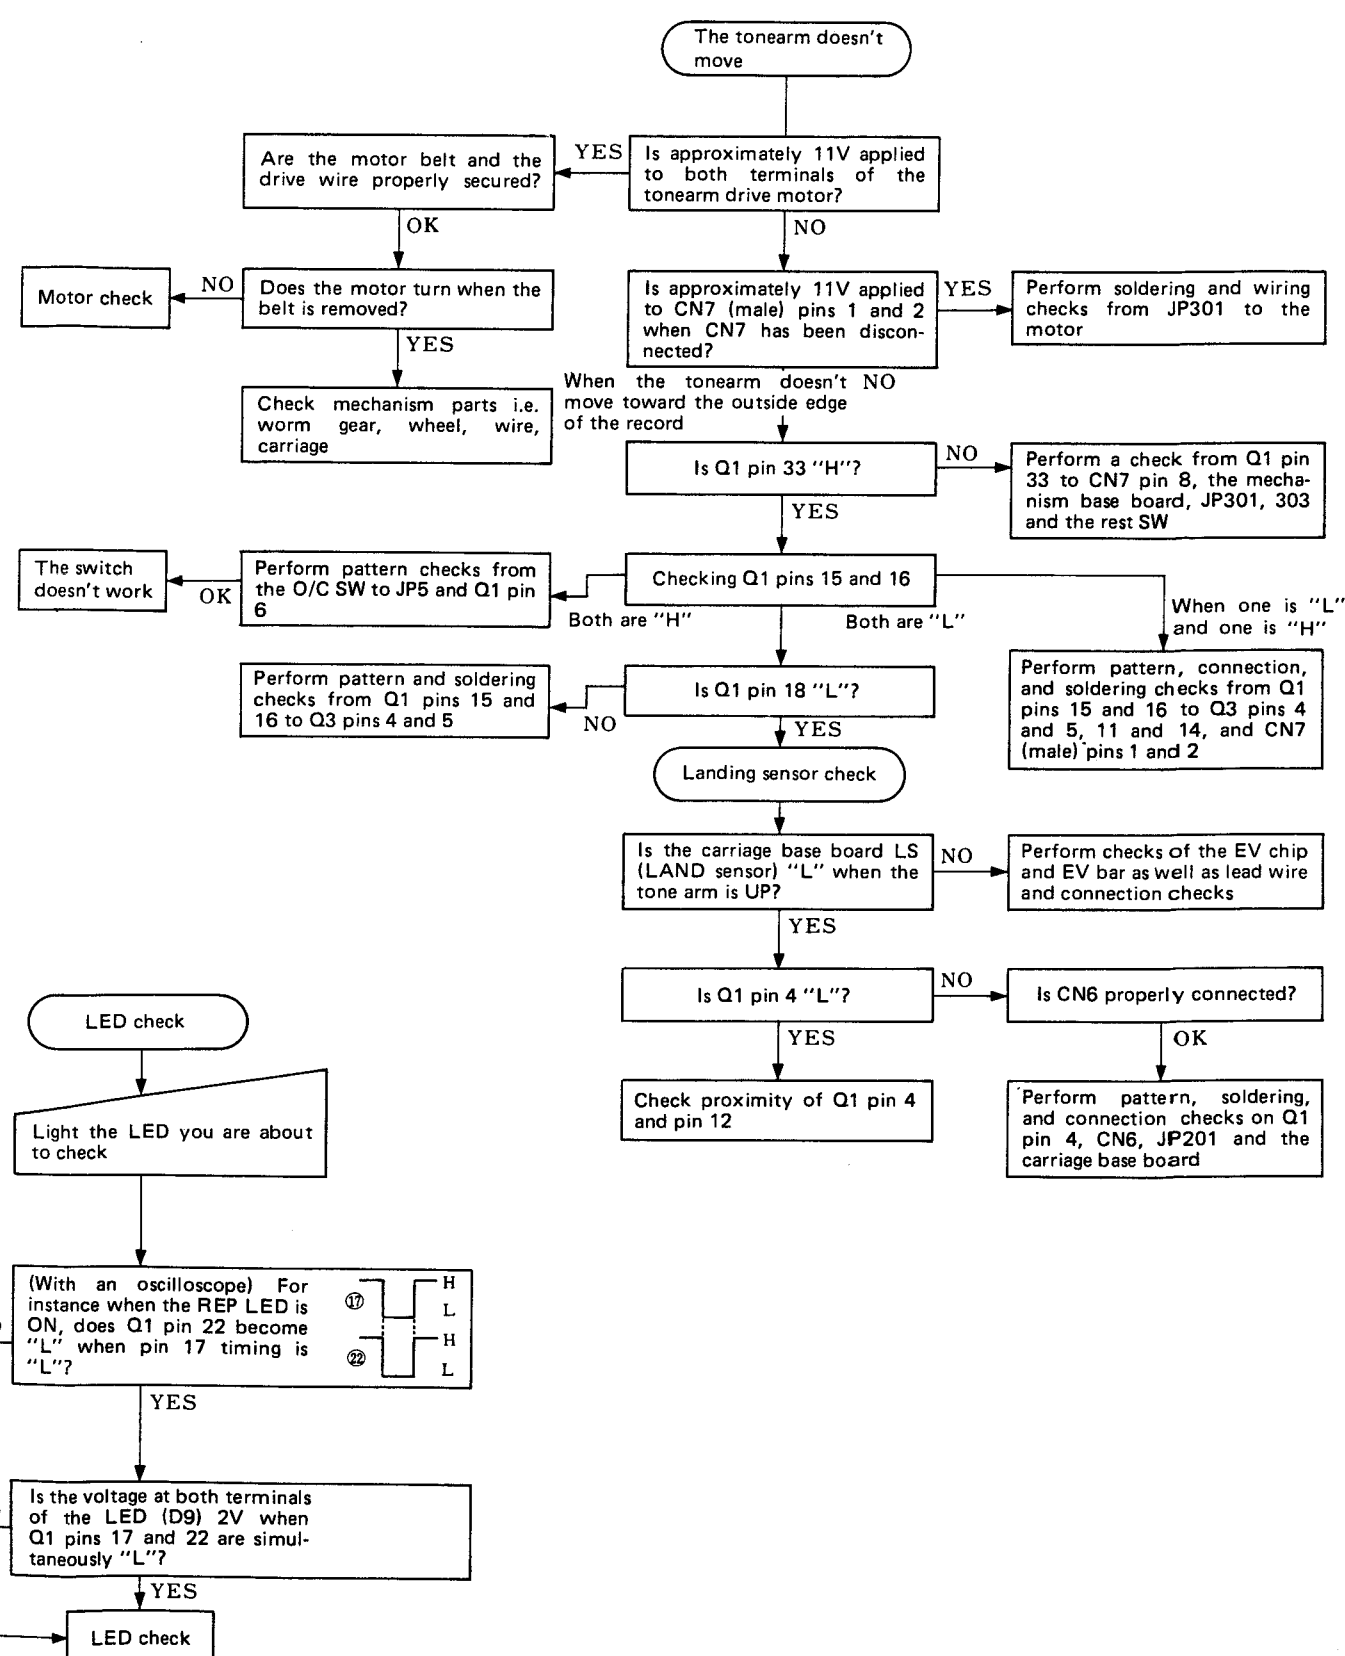 The tonearm doesn't
move
Is approximately 11V applied
to both terminals of the
tonearm drive motor?
YES
Are the motor belt and the
drive wire properly secured?
OK
NO
Does the motor turn when the
belt is removed?
NO
Motor check
YES
Check mechanism parts i.e.
worm gear, wheel, wire,
carriage
Is approximately 11V applied
to CN7 (male) pins 1 and 2
when CN7 has been discon-
nected?
YES
Perform soldering and wiring
checks from JP301 to the
motor
When the tonearm doesn't
move toward the outside edge
of the record
NO
Is Q1 pin 33 "H"?
NO
Perform a check from Q1 pin
33 to CN7 pin 8, the mecha-
nism base board, JP301, 303
and the rest SW
YES
Checking Q1 pins 15 and 16
Both are "H"
Perform pattern checks from
the O/C SW to JP5 and Q1 pin
6
OK
The switch
doesn't work
Both are "L"
When one is "L"
and one is "H"
Perform pattern, connection,
and soldering checks from Q1
pins 15 and 16 to Q3 pins 4
and 5, 11 and 14, and CN7
(male) pins 1 and 2
Is Q1 pin 18 "L"?
NO
Perform pattern and soldering
checks from Q1 pins 15 and
16 to Q3 pins 4 and 5
YES
Landing sensor check
Is the carriage base board LS
(LAND sensor) "L" when the
tone arm is UP?
NO
Perform checks of the EV chip
and EV bar as well as lead wire
and connection checks
YES
Is Q1 pin 4 "L"?
NO
Is CN6 properly connected?
YES
OK
Check proximity of Q1 pin 4
and pin 12
Perform pattern, soldering,
and connection checks on Q1
pin 4, CN6, JP201 and the
carriage base board
LED check
Light the LED you are about
to check
(With an oscilloscope) For
instance when the REP LED is
ON, does Q1 pin 22 become
"L" when pin 17 timing is
"L"?
⑰
H
L
㉒
H
L
YES
Is the voltage at both terminals
of the LED (D9) 2V when
Q1 pins 17 and 22 are simul-
taneously "L"?
YES
LED check